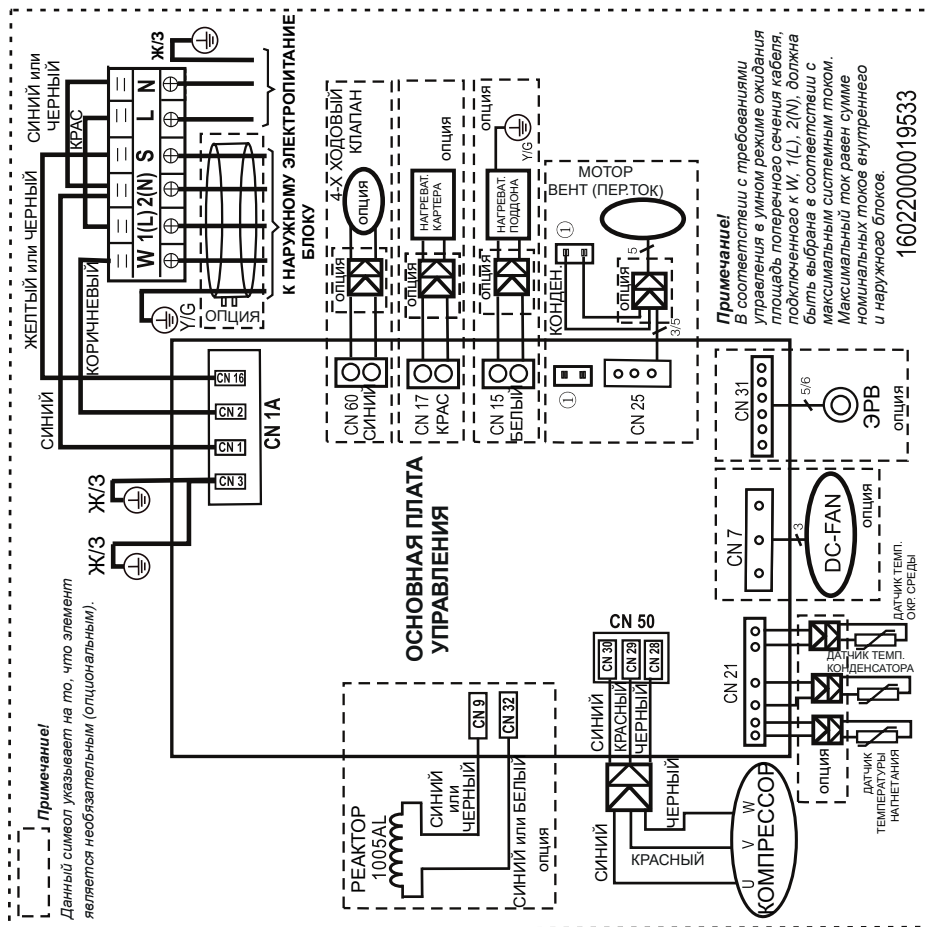 Примечание!
Данный символ указывает на то, что элемент
является необязательным (опциональным).
СИНИЙ
ЖЕЛТЫЙ или ЧЕРНЫЙ
КОРИЧНЕВЫЙ
СИНИЙ или
ЧЕРНЫЙ
КРАС
W 1(L) 2(N) S L N
Ж/З
Y/G
ОПЦИЯ
К НАРУЖНОМУ
БЛОКУ
ЭЛЕКТРОПИТАНИЕ
Ж/З
Ж/З
CN 3
CN 1
CN 2
CN 16
CN 1A
ОСНОВНАЯ ПЛАТА
УПРАВЛЕНИЯ
CN 60
СИНИЙ
опция
4-Х ХОДОВЫЙ
КЛАПАН
опция
CN 17
КРАС
опция
НАГРЕВАТ.
КАРТЕРА
опция
CN 15
БЕЛЫЙ
опция
НАГРЕВАТ.
ПОДДОНА
Y/G
опция
①
КОНДЕН.
①
CN 25
3/5
опция
5
МОТОР
ВЕНТ (ПЕР.ТОК)
РЕАКТОР
1005AL
СИНИЙ
или
ЧЕРНЫЙ
CN 9
CN 32
СИНИЙ или БЕЛЫЙ
опция
CN 50
CN 30
CN 29
CN 28
СИНИЙ
КРАСНЫЙ
ЧЕРНЫЙ
СИНИЙ
КРАСНЫЙ
ЧЕРНЫЙ
U
V
W
КОМПРЕССОР
CN 21
опция
ДАТЧИК
ТЕМПЕРАТУРЫ
НАГНЕТАНИЯ
ДАТЧИК ТЕМП.
КОНДЕНСАТОРА
ДАТЧИК ТЕМП.
ОКР. СРЕДЫ
CN 7
3
DC-FAN
опция
CN 31
5/6
ЭРВ
опция
Примечание!
В соответствии с требованиями
управления в умном режиме ожидания
площадь поперечного сечения кабеля,
подключенного к W, 1(L), 2(N), должна
быть выбрана в соответствии с
максимальным системным током.
Максимальный ток равен сумме
номинальных токов внутреннего
и наружного блоков.
16022000019533